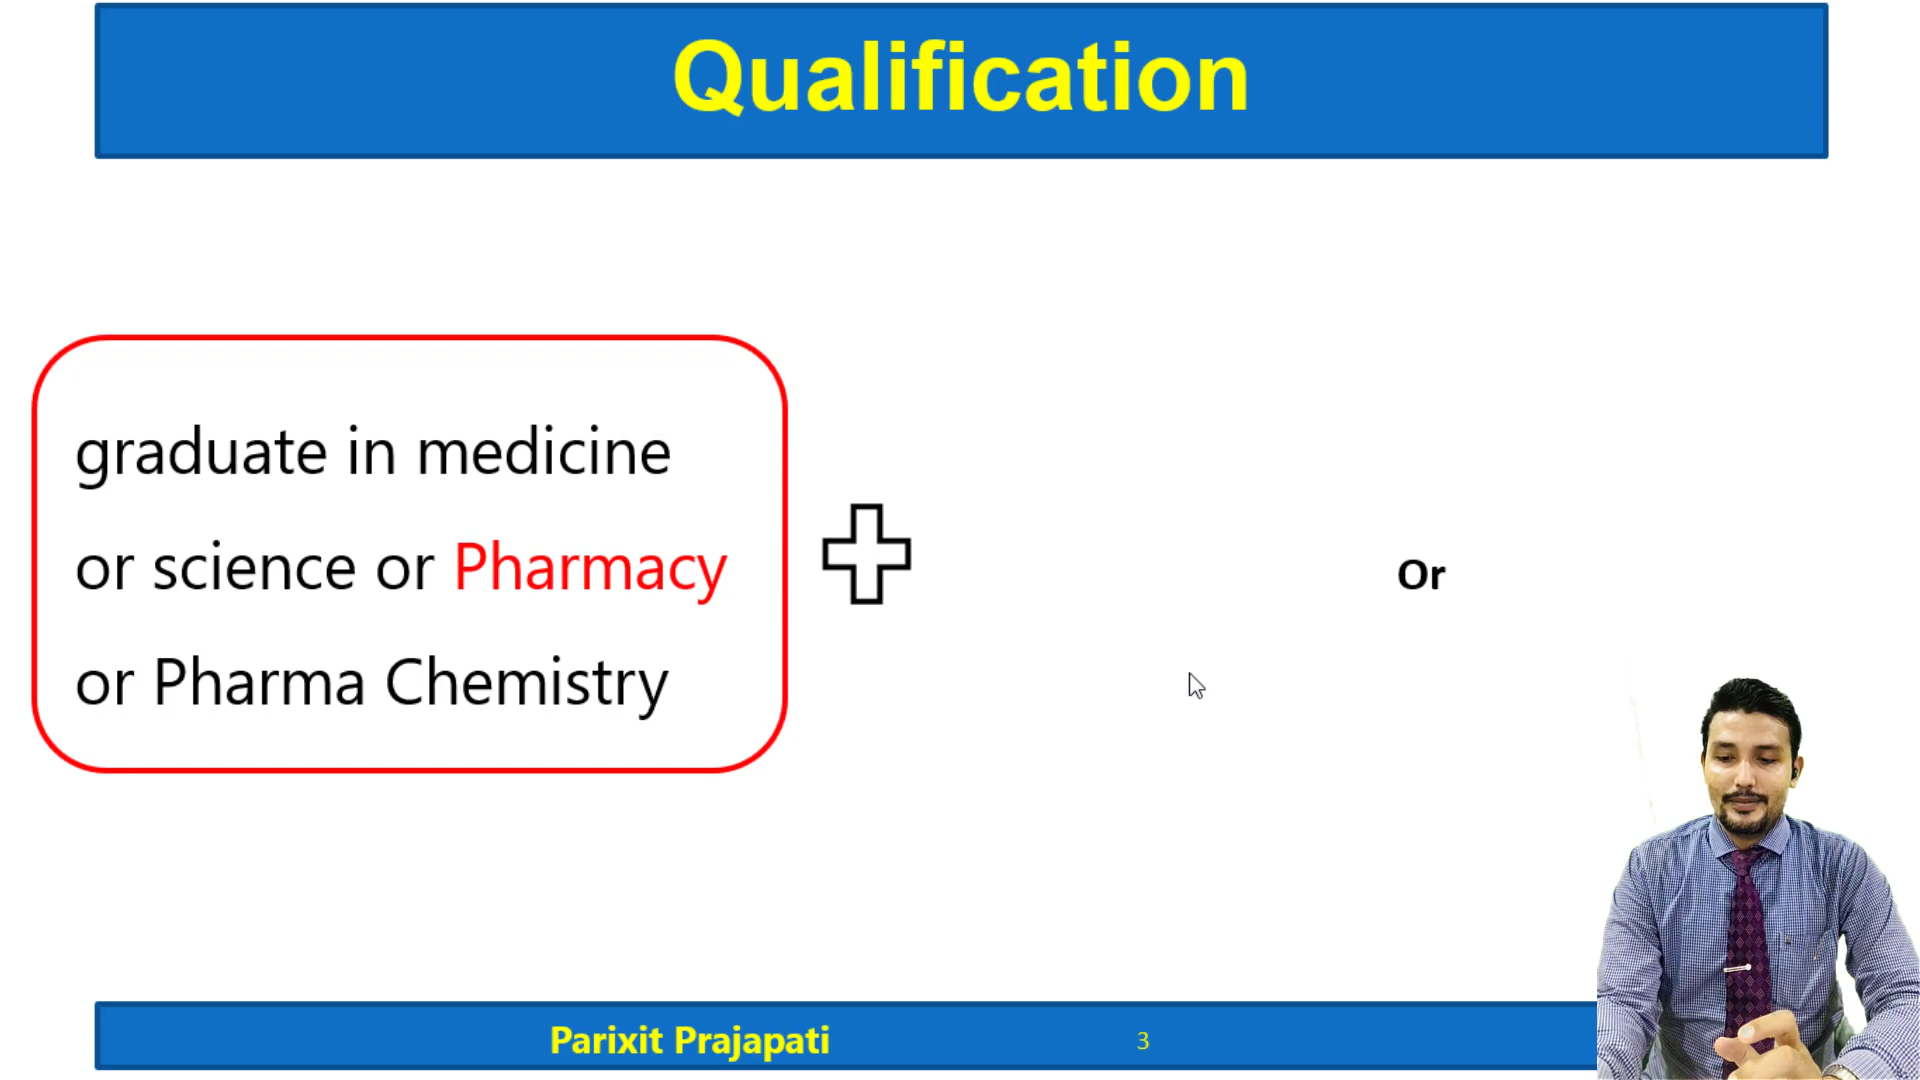 Qualification
graduate in medicine
or science or Pharmacy
or Pharma Chemistry
Or
Parixit Prajapati
3